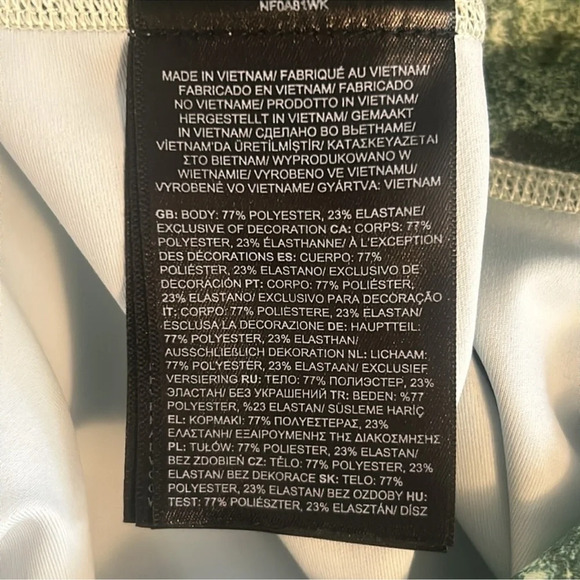 NF0A81WK
MADE IN VIETNAM/ FABRIQUÉ AU VIETNAM/
FABRICADO EN VIETNAM/ FABRICADO
NO VIETNAME/ PRODOTTO IN VIETNAM/
HERGESTELLT IN VIETNAM/ GEMAAKT
IN VIETNAM/ СДЕЛАНО ВО ВЬЕТНАМЕ/
VİETNAM'DA ÜRETİLMİŞTİR/ ΚΑΤΑΣΚΕΥΑΖΕΤΑΙ
ΣΤΟ ΒΙΕΤΝΑΜ/ WYPRODUKOWANO W
WIETNAMIE/ VYROBENO VE VIETNAMU/
VYROBENÉ VO VIETNAME/ GYÁRTVA: VIETNAM
GB: BODY: 77% POLYESTER, 23% ELASTANE/
EXCLUSIVE OF DECORATION CA: CORPS: 77%
POLYESTER, 23% ÉLASTHANNE/ À L'EXCEPTION
DES DÉCORATIONS ES: CUERPO: 77%
POLIÉSTER, 23% ELASTANO/ EXCLUSIVO DE
DECORACIÓN PT: CORPO: 77% POLIÉSTER,
23% ELASTANO/ EXCLUSIVO PARA DECORAÇÃO
IT: CORPO: 77% POLIESTERE, 23% ELASTAN/
ESCLUSA LA DECORAZIONE DE: HAUPTTEIL:
77% POLYESTER, 23% ELASTHAN/
AUSSCHLIEßLICH DEKORATION NL: LICHAAM:
77% POLYESTER, 23% ELASTAAN/ EXCLUSIEF
VERSIERING RU: ТЕЛО: 77% ПОЛИЭСТЕР, 23%
ЭЛАСТАН/ БЕЗ УКРАШЕНИЙ TR: BEDEN: %77
POLYESTER, %23 ELASTAN/ SÜSLEME HARİÇ
EL: ΚΟΡΜΑΚΙ: 77% ΠΟΛΥΕΣΤΕΡΑΣ, 23%
ΕΛΑΣΤΑΝΗ/ ΕΞΑΙΡΟΥΜΕΝΗΣ ΤΗΣ ΔΙΑΚΟΣΜΗΣΗΣ
PL: TUŁÓW: 77% POLIESTER, 23% ELASTAN/
BEZ ZDOBIEŃ CZ: TĚLO: 77% POLYESTER, 23%
ELASTAN/ BEZ DEKORACE SK: TELO: 77%
POLYESTER, 23% ELASTAN/ BEZ OZDOBY HU:
TEST: 77% POLIÉSZTER, 23% ELASZTÁN/ DÍSZ